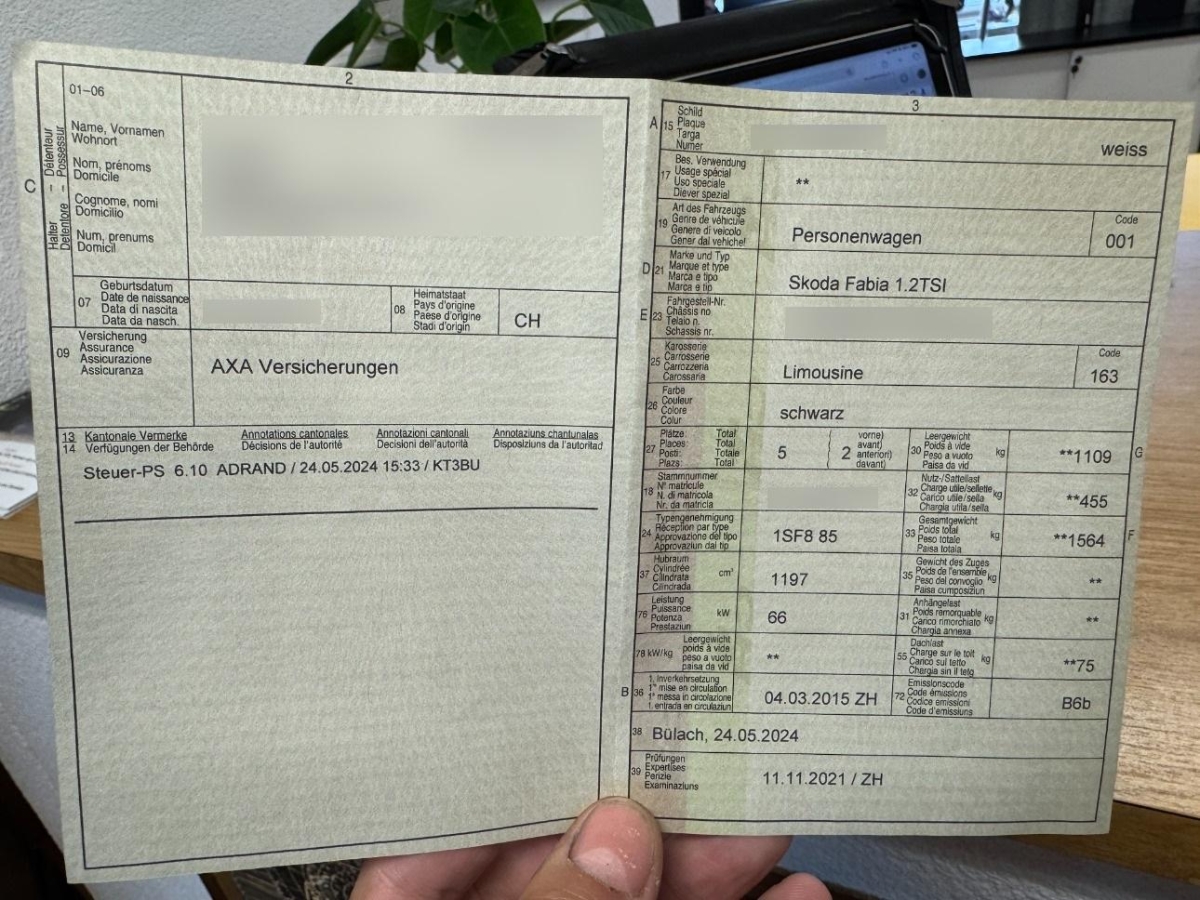 2
01–06
C
Halter – Détenteur
Detentore – Possessur
Name, Vornamen
Wohnort
Nom, prénoms
Domicile
Cognome, nomi
Domicilio
Num, prenums
Domicil
07
Geburtsdatum
Date de naissance
Data di nascita
Data da nasch.
08
Heimatstaat
Pays d'origine
Paese d'origine
Stadi d'origin
CH
09
Versicherung
Assurance
Assicurazione
Assicuranza
AXA Versicherungen
13 Kantonale Vermerke Annotations cantonales Annotazioni cantonali Annotaziuns chantunalas
14 Verfügungen der Behörde Décisions de l'autorité Decisioni dell'autorità Disposiziuns da l'autoritad
Steuer-PS 6.10 ADRAND / 24.05.2024 15:33 / KT3BU
3
A 15
Schild
Plaque
Targa
Numer
weiss
17
Bes. Verwendung
Usage spécial
Uso speciale
Diever spezial
**
19
Art des Fahrzeugs
Genre de véhicule
Genere di veicolo
Gener dal vehichel
Personenwagen
Code
001
D 21
Marke und Typ
Marque et type
Marca e tipo
Marca e tip
Skoda Fabia 1.2TSI
E 23
Fahrgestell-Nr.
Châssis no
Telaio n.
Schassis nr.
25
Karosserie
Carrosserie
Carrozzeria
Carossaria
Limousine
Code
163
26
Farbe
Couleur
Colore
Colur
schwarz
27
Plätze: Total
Places: Total
Posti: Totale
Plazs: Total
5
2
vorne)
avant)
anteriori)
davant)
30
Leergewicht
Poids à vide
Peso a vuoto
Paisa da vid
kg
**1109
G
18
Stammnummer
N° matricule
N. di matricola
Nr. da matricla
32
Nutz-/Sattellast
Charge utile/sellette
Carico utile/sella
Chargia utila/sella
kg
**455
24
Typengenehmigung
Réception par type
Approvazione del tipo
Approvaziun dal tip
1SF8 85
33
Gesamtgewicht
Poids total
Peso totale
Paisa totala
kg
**1564
F
37
Hubraum
Cylindrée
Cilindrata
Cilindrada
cm³
1197
35
Gewicht des Zuges
Poids de l'ensemble
Peso del convoglio
Paisa cumposiziun
kg
**
76
Leistung
Puissance
Potenza
Prestaziun
kW
66
31
Anhängelast
Poids remorquable
Carico rimorchiato
Chargia annexa
kg
**
78 kW/kg
Leergewicht
poids à vide
peso a vuoto
paisa da vid
**
55
Dachlast
Charge sur le toit
Carico sul tetto
Chargia sin il tetg
kg
**75
B 36
1. Inverkehrsetzung
1re mise en circulation
1a messa in circolazione
1. entrada en circulaziun
04.03.2015 ZH
72
Emissionscode
Code émissions
Codice emissioni
Code d'emissiuns
B6b
38 Bülach, 24.05.2024
39
Prüfungen
Expertises
Perizie
Examinaziuns
11.11.2021 / ZH